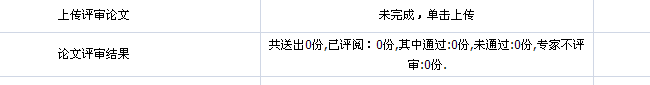 上传评审论文
未完成，单击上传
论文评审结果
共送出0份,已评阅：0份,其中通过:0份,未通过:0份,专家不评
审:0份.